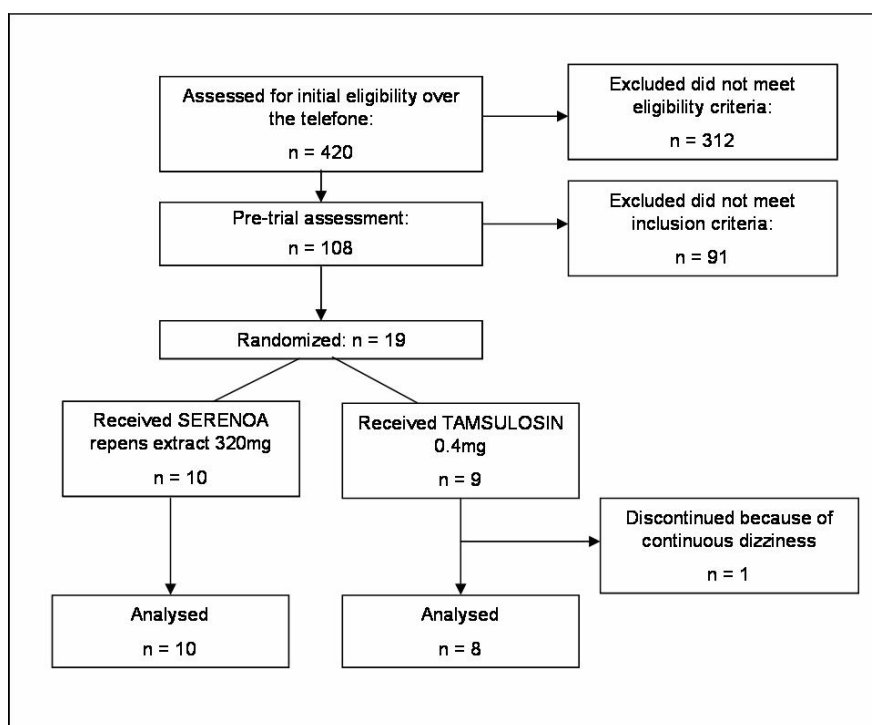 Assessed for initial eligibility over
the telefone:
n = 420
Excluded did not meet
eligibility criteria:
n = 312
Pre-trial assessment:
n = 108
Excluded did not meet
inclusion criteria:
n = 91
Randomized: n = 19
Received SERENOA
repens extract 320mg
n = 10
Received TAMSULOSIN
0.4mg
n = 9
Discontinued because of
continuous dizziness
n = 1
Analysed
n = 10
Analysed
n = 8